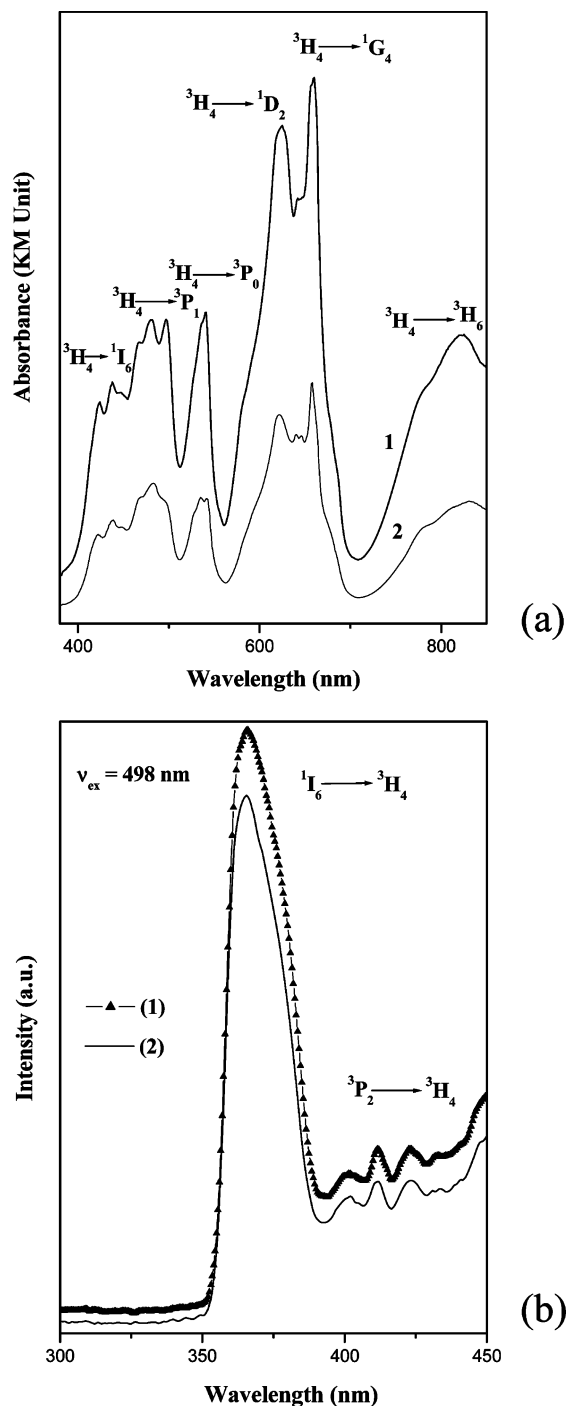 ³H₄→¹G₄
³H₄→¹D₂
³H₄→³P₀
³H₄→³P₁
³H₄→³H₆
³H₄→¹I₆
1
2
Absorbance (KM Unit)
400 600 800
Wavelength (nm)
(a)
νₑₓ = 498 nm
¹I₆→³H₄
(1)
(2)
³P₂→³H₄
Intensity (a.u.)
300 350 400 450
Wavelength (nm)
(b)